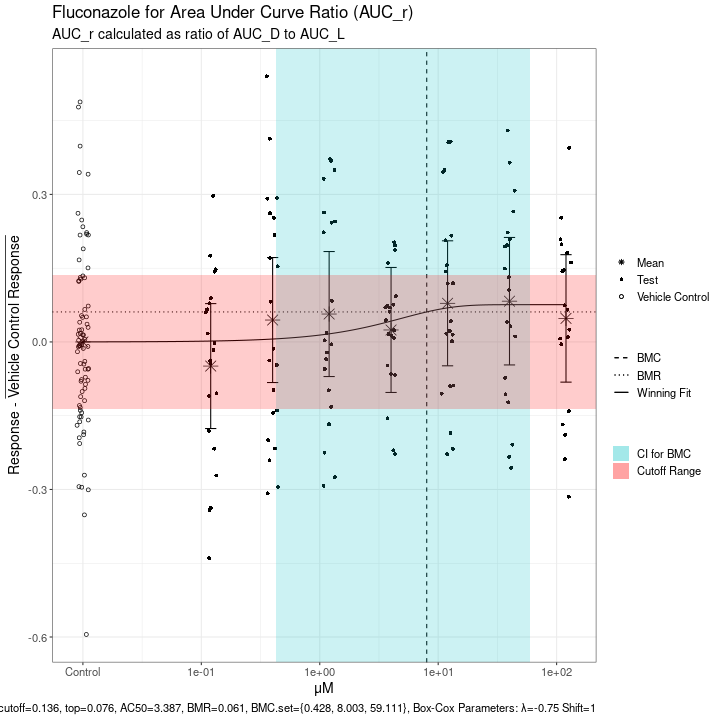 Fluconazole for Area Under Curve Ratio (AUC_r)
AUC_r calculated as ratio of AUC_D to AUC_L
Response - Vehicle Control Response
0.3
0.0
-0.3
-0.6
Control
1e-01
1e+00
1e+01
1e+02
μM
Mean
Test
Vehicle Control
BMC
BMR
Winning Fit
CI for BMC
Cutoff Range
cutoff=0.136, top=0.076, AC50=3.387, BMR=0.061, BMC.set={0.428, 8.003, 59.111}, Box-Cox Parameters: λ=-0.75 Shift=1